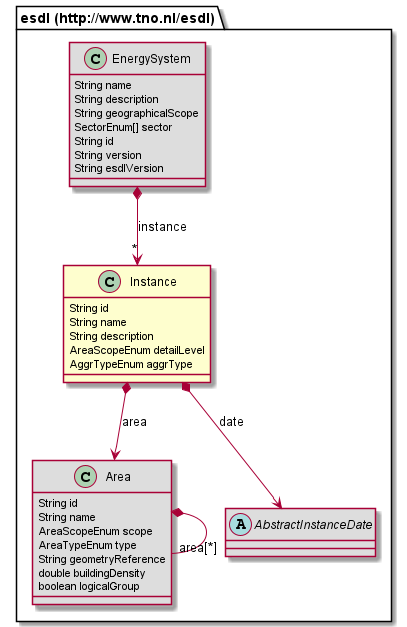 esdl (http://www.tno.nl/esdl)
C EnergySystem
String name
String description
String geographicalScope
SectorEnum[] sector
String id
String version
String esdlVersion
instance
*
C Instance
String id
String name
String description
AreaScopeEnum detailLevel
AggrTypeEnum aggrType
area
date
C Area
String id
String name
AreaScopeEnum scope
AreaTypeEnum type
String geometryReference
double buildingDensity
boolean logicalGroup
area[*]
A AbstractInstanceDate